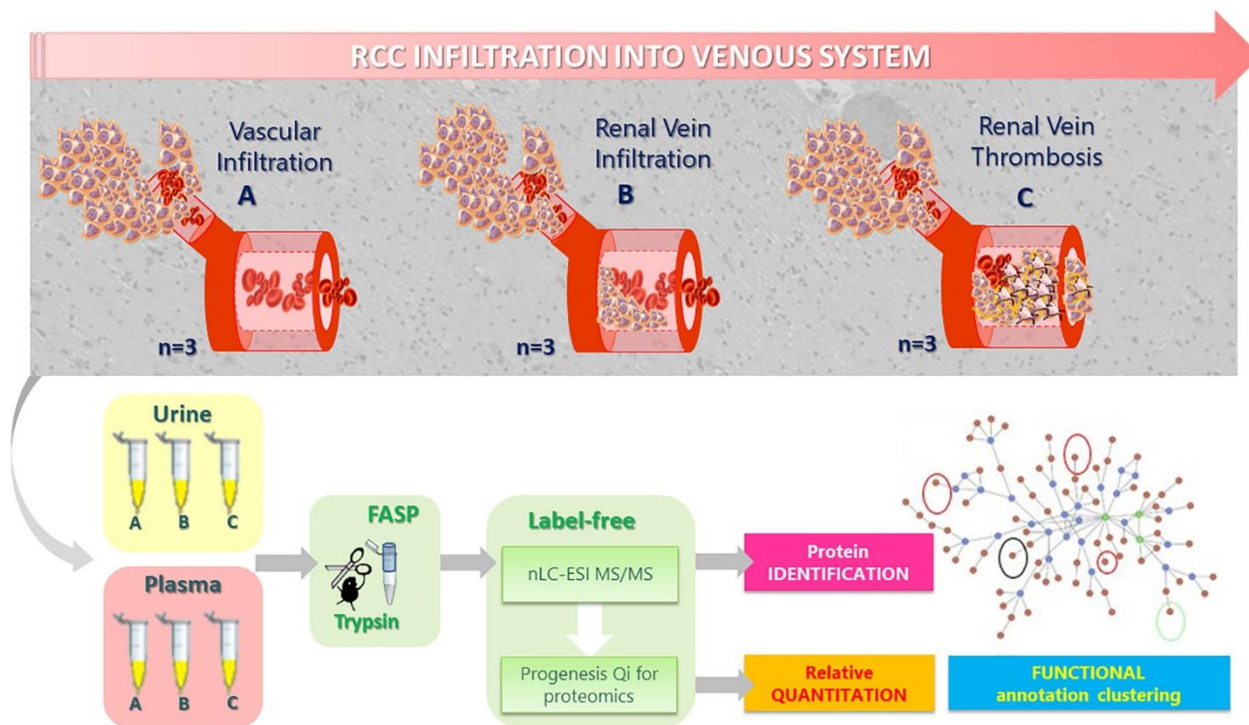 RCC INFILTRATION INTO VENOUS SYSTEM
Vascular
Infiltration
A
n=3
Renal Vein
Infiltration
B
n=3
Renal Vein
Thrombosis
C
n=3
Urine
A B C
Plasma
A B C
FASP
Trypsin
Label-free
nLC-ESI MS/MS
Progenesis Qi for
proteomics
Protein
IDENTIFICATION
Relative
QUANTITATION
FUNCTIONAL
annotation clustering